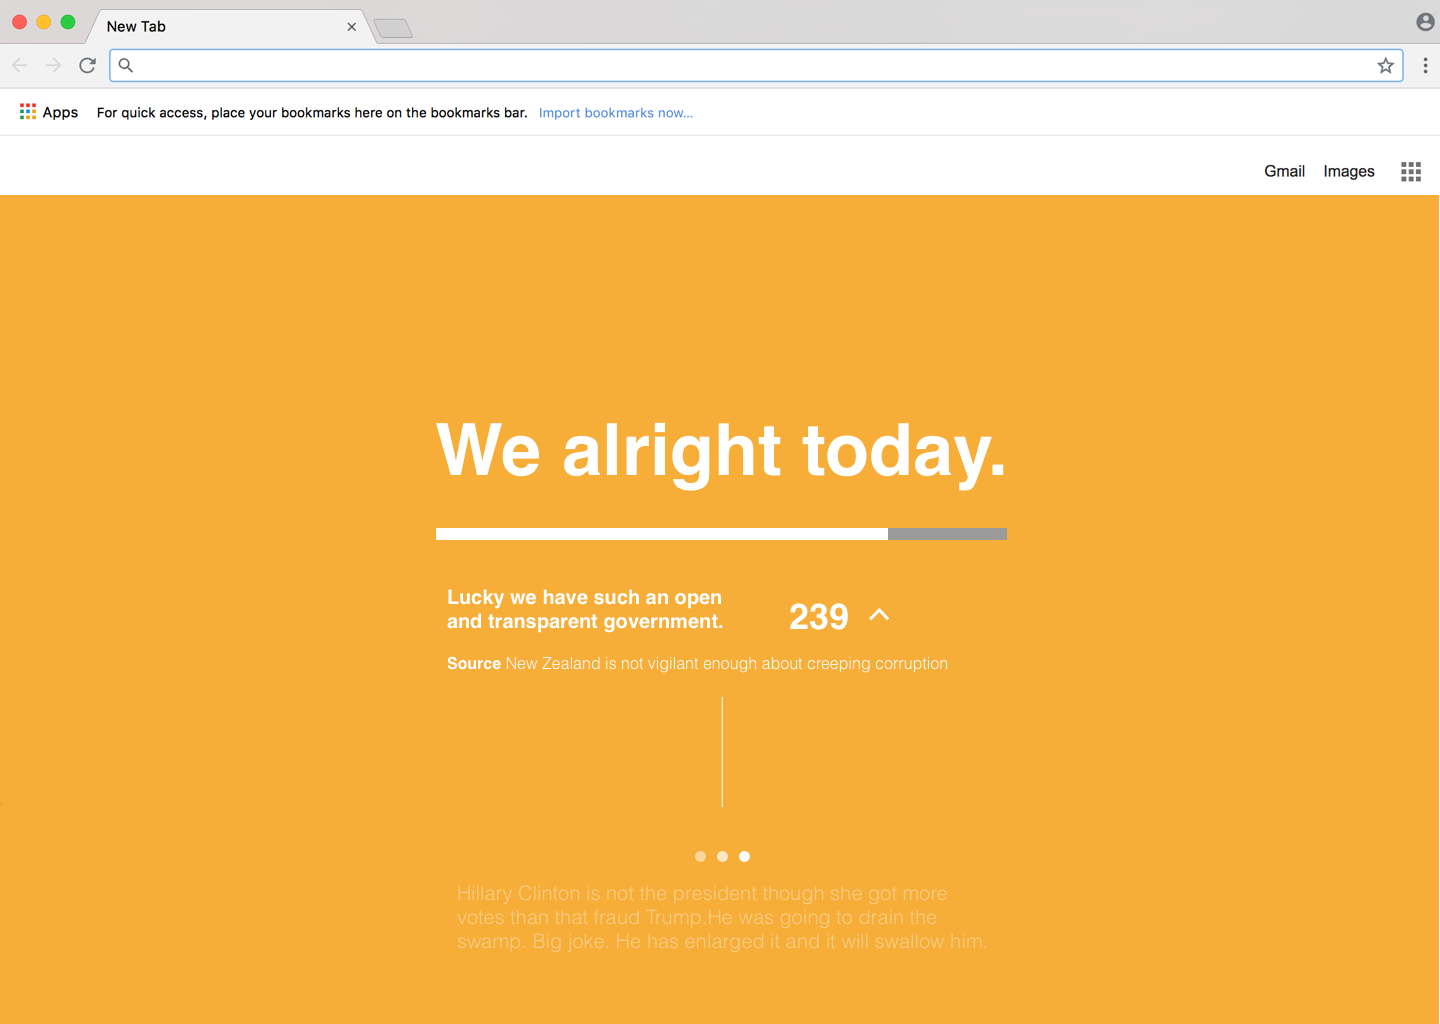 New Tab
Apps For quick access, place your bookmarks here on the bookmarks bar. Import bookmarks now...
Gmail Images
We alright today.
Lucky we have such an open
and transparent government.
239
Source New Zealand is not vigilant enough about creeping corruption
Hillary Clinton is not the president though she got more
votes than that fraud Trump.He was going to drain the
swamp. Big joke. He has enlarged it and it will swallow him.